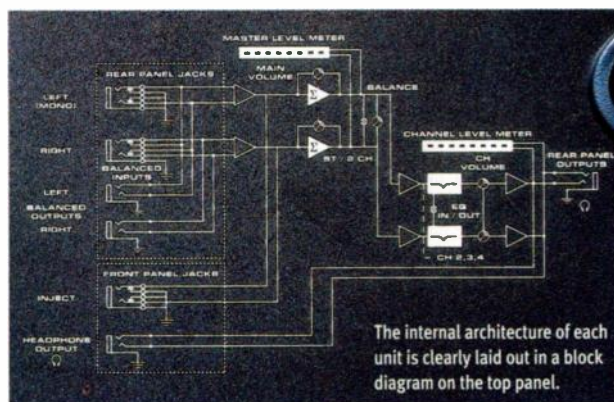 MASTER LEVEL METER
REAR PANEL JACKS
MAIN
VOLUME
LEFT
(MONO)
BALANCE
CHANNEL LEVEL METER
RIGHT
BALANCED
INPUTS
ST / 2 CH
CH
VOLUME
REAR PANEL
OUTPUTS
LEFT
BALANCED OUTPUTS
RIGHT
EQ
IN / OUT
CH 2,3,4
FRONT PANEL JACKS
INJECT
HEADPHONE
OUTPUT
The internal architecture of each
unit is clearly laid out in a block
diagram on the top panel.